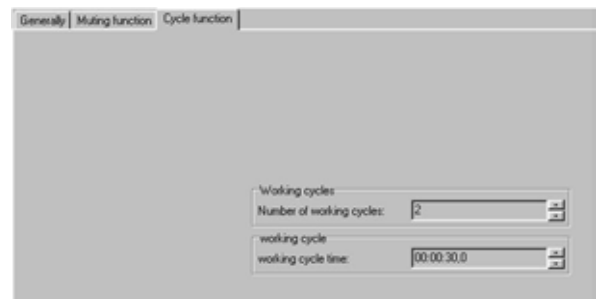 Generally Muting function Cycle function
Working cycles
Number of working cycles: 2
working cycle
working cycle time: 00:00:30,0